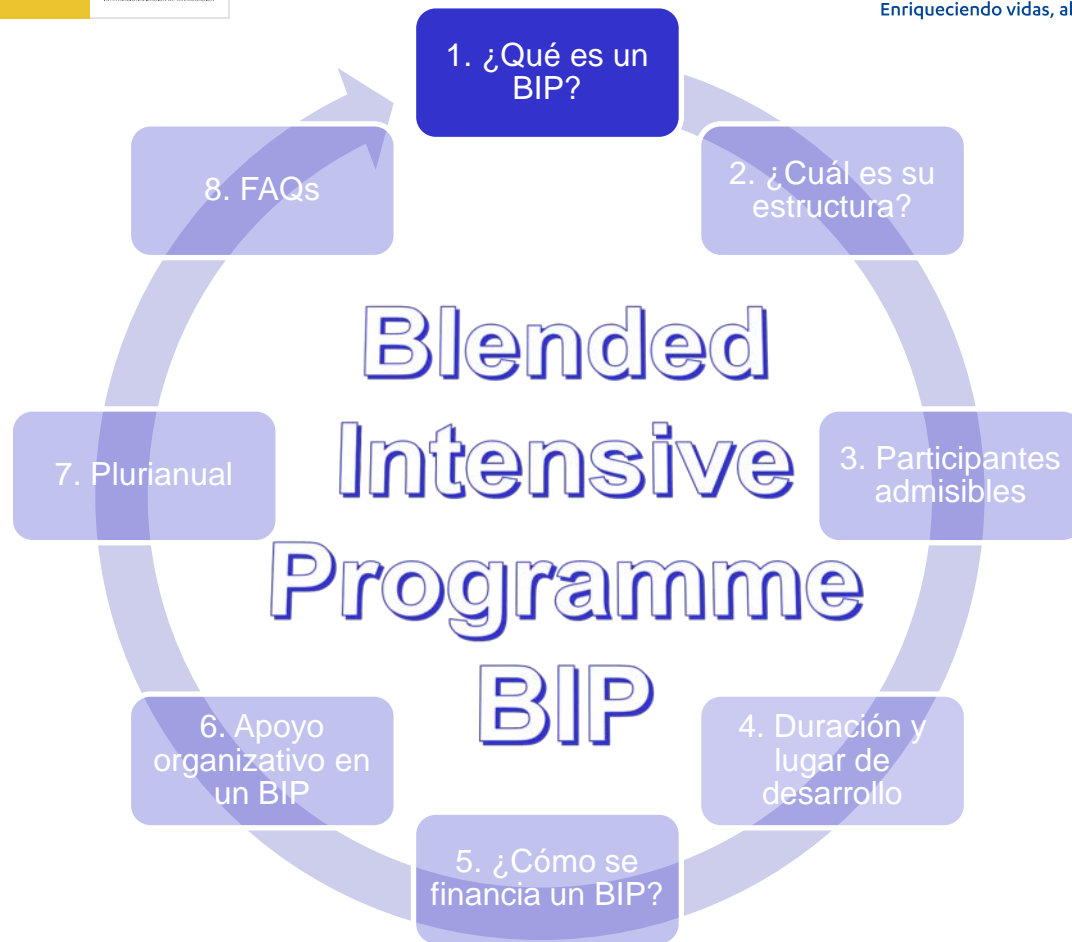 Enriqueciendo vidas, al
1. ¿Qué es un
BIP?
2. ¿Cuál es su
estructura?
3. Participantes
admisibles
4. Duración y
lugar de
desarrollo
5. ¿Cómo se
financia un BIP?
6. Apoyo
organizativo en
un BIP
7. Plurianual
8. FAQs
Blended
Intensive
Programme
BIP